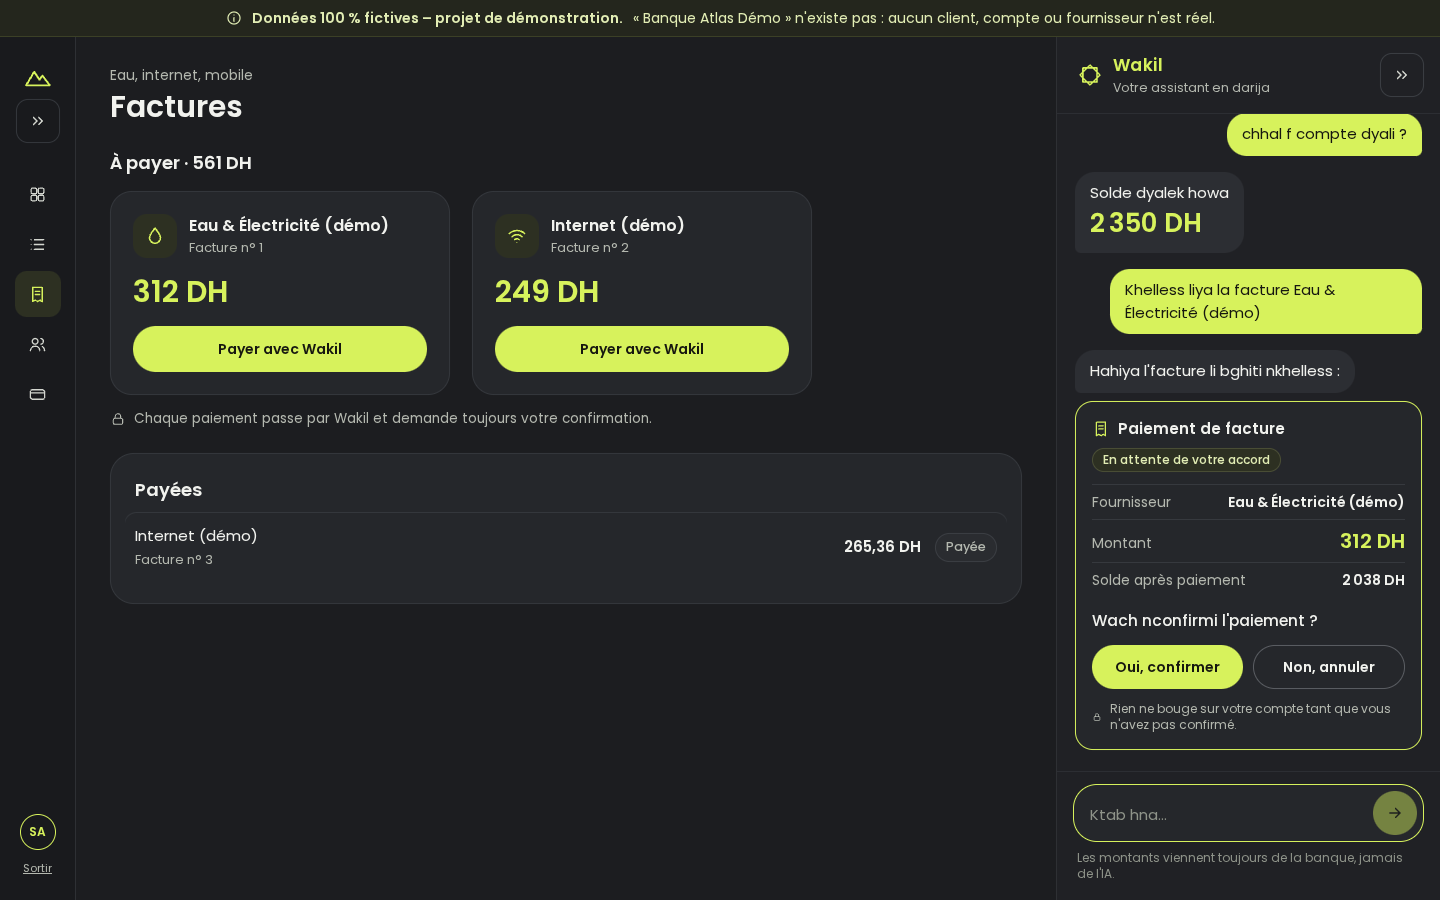 Données 100 % fictives – projet de démonstration. « Banque Atlas Démo » n'existe pas : aucun client, compte ou fournisseur n'est réel.
Eau, internet, mobile
Factures
À payer · 561 DH
Eau & Électricité (démo)
Facture n° 1
312 DH
Payer avec Wakil
Internet (démo)
Facture n° 2
249 DH
Payer avec Wakil
Chaque paiement passe par Wakil et demande toujours votre confirmation.
Payées
Internet (démo)
Facture n° 3
265,36 DH
Payée
SA
Sortir
Wakil
Votre assistant en darija
chhal f compte dyali ?
Solde dyalek howa
2 350 DH
Khelless liya la facture Eau &
Électricité (démo)
Hahiya l'facture li bghiti nkhelless :
Paiement de facture
En attente de votre accord
Fournisseur Eau & Électricité (démo)
Montant 312 DH
Solde après paiement 2 038 DH
Wach nconfirmi l'paiement ?
Oui, confirmer
Non, annuler
Rien ne bouge sur votre compte tant que vous
n'avez pas confirmé.
Ktab hna...
Les montants viennent toujours de la banque, jamais
de l'IA.